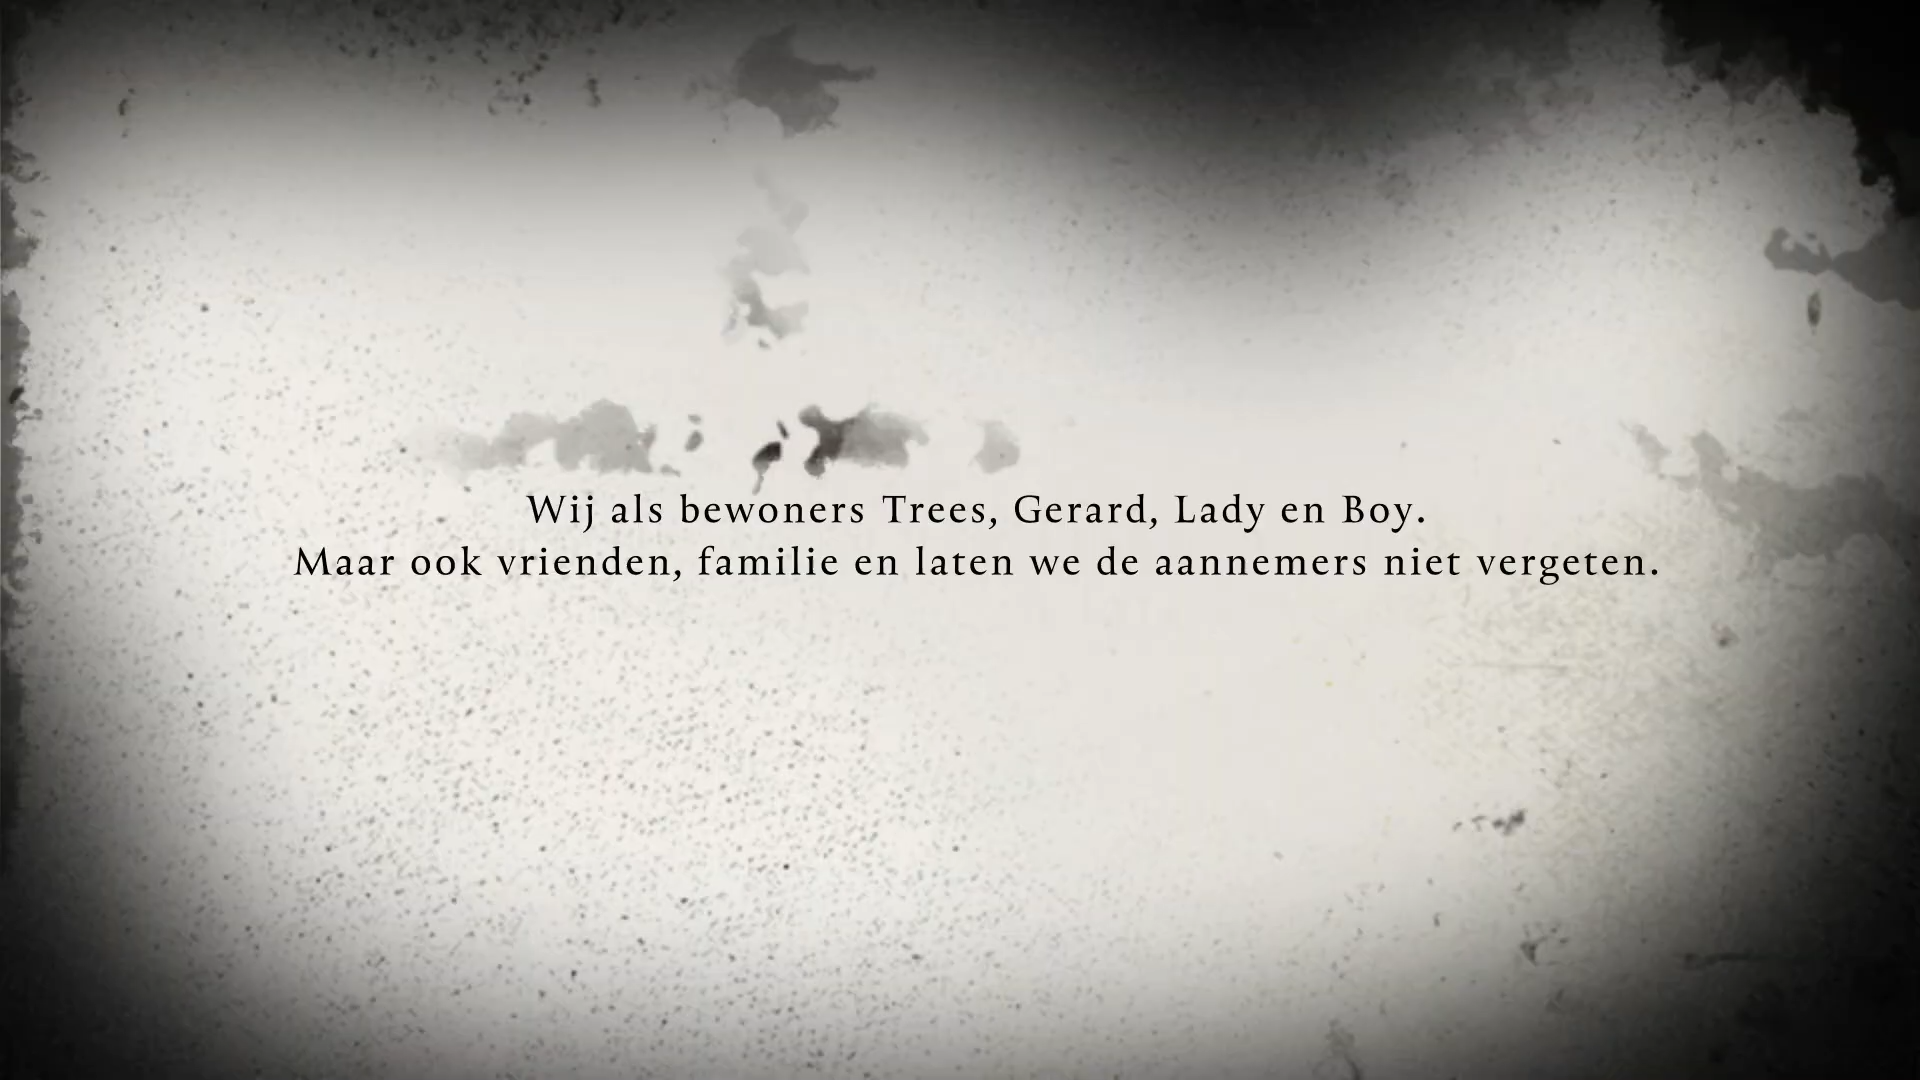 Wij als bewoners Trees, Gerard, Lady en Boy.
Maar ook vrienden, familie en laten we de aannemers niet vergeten.